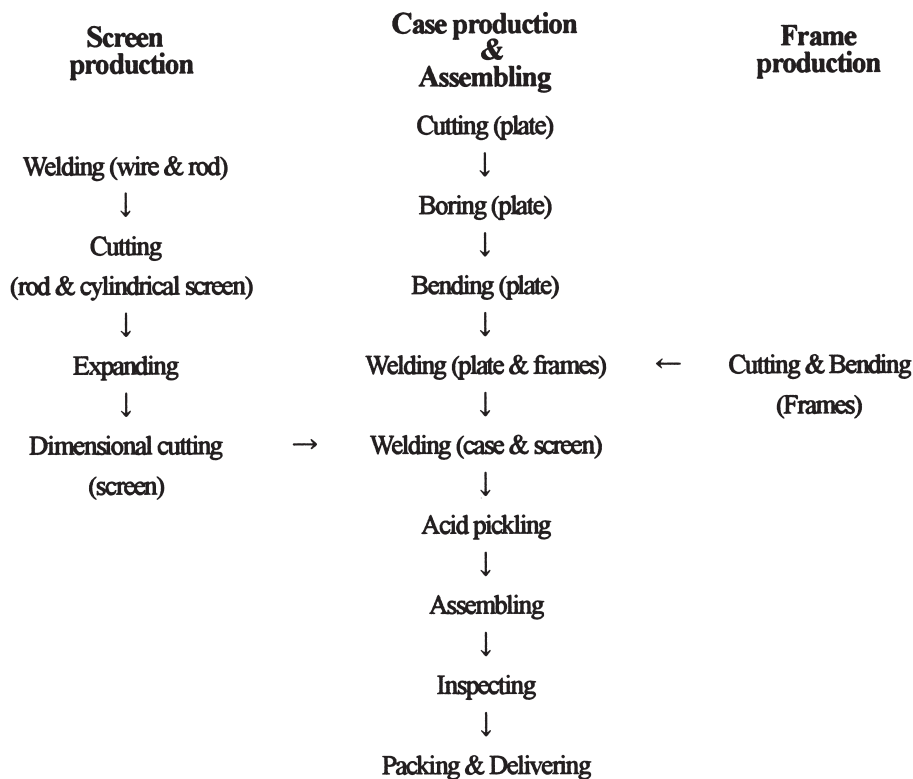 Screen
production
Welding (wire & rod)
↓
Cutting
(rod & cylindrical screen)
↓
Expanding
↓
Dimensional cutting →
(screen)
Case production
&
Assembling
Cutting (plate)
↓
Boring (plate)
↓
Bending (plate)
↓
Welding (plate & frames) ←
↓
Welding (case & screen)
↓
Acid pickling
↓
Assembling
↓
Inspecting
↓
Packing & Delivering
Frame
production
Cutting & Bending
(Frames)